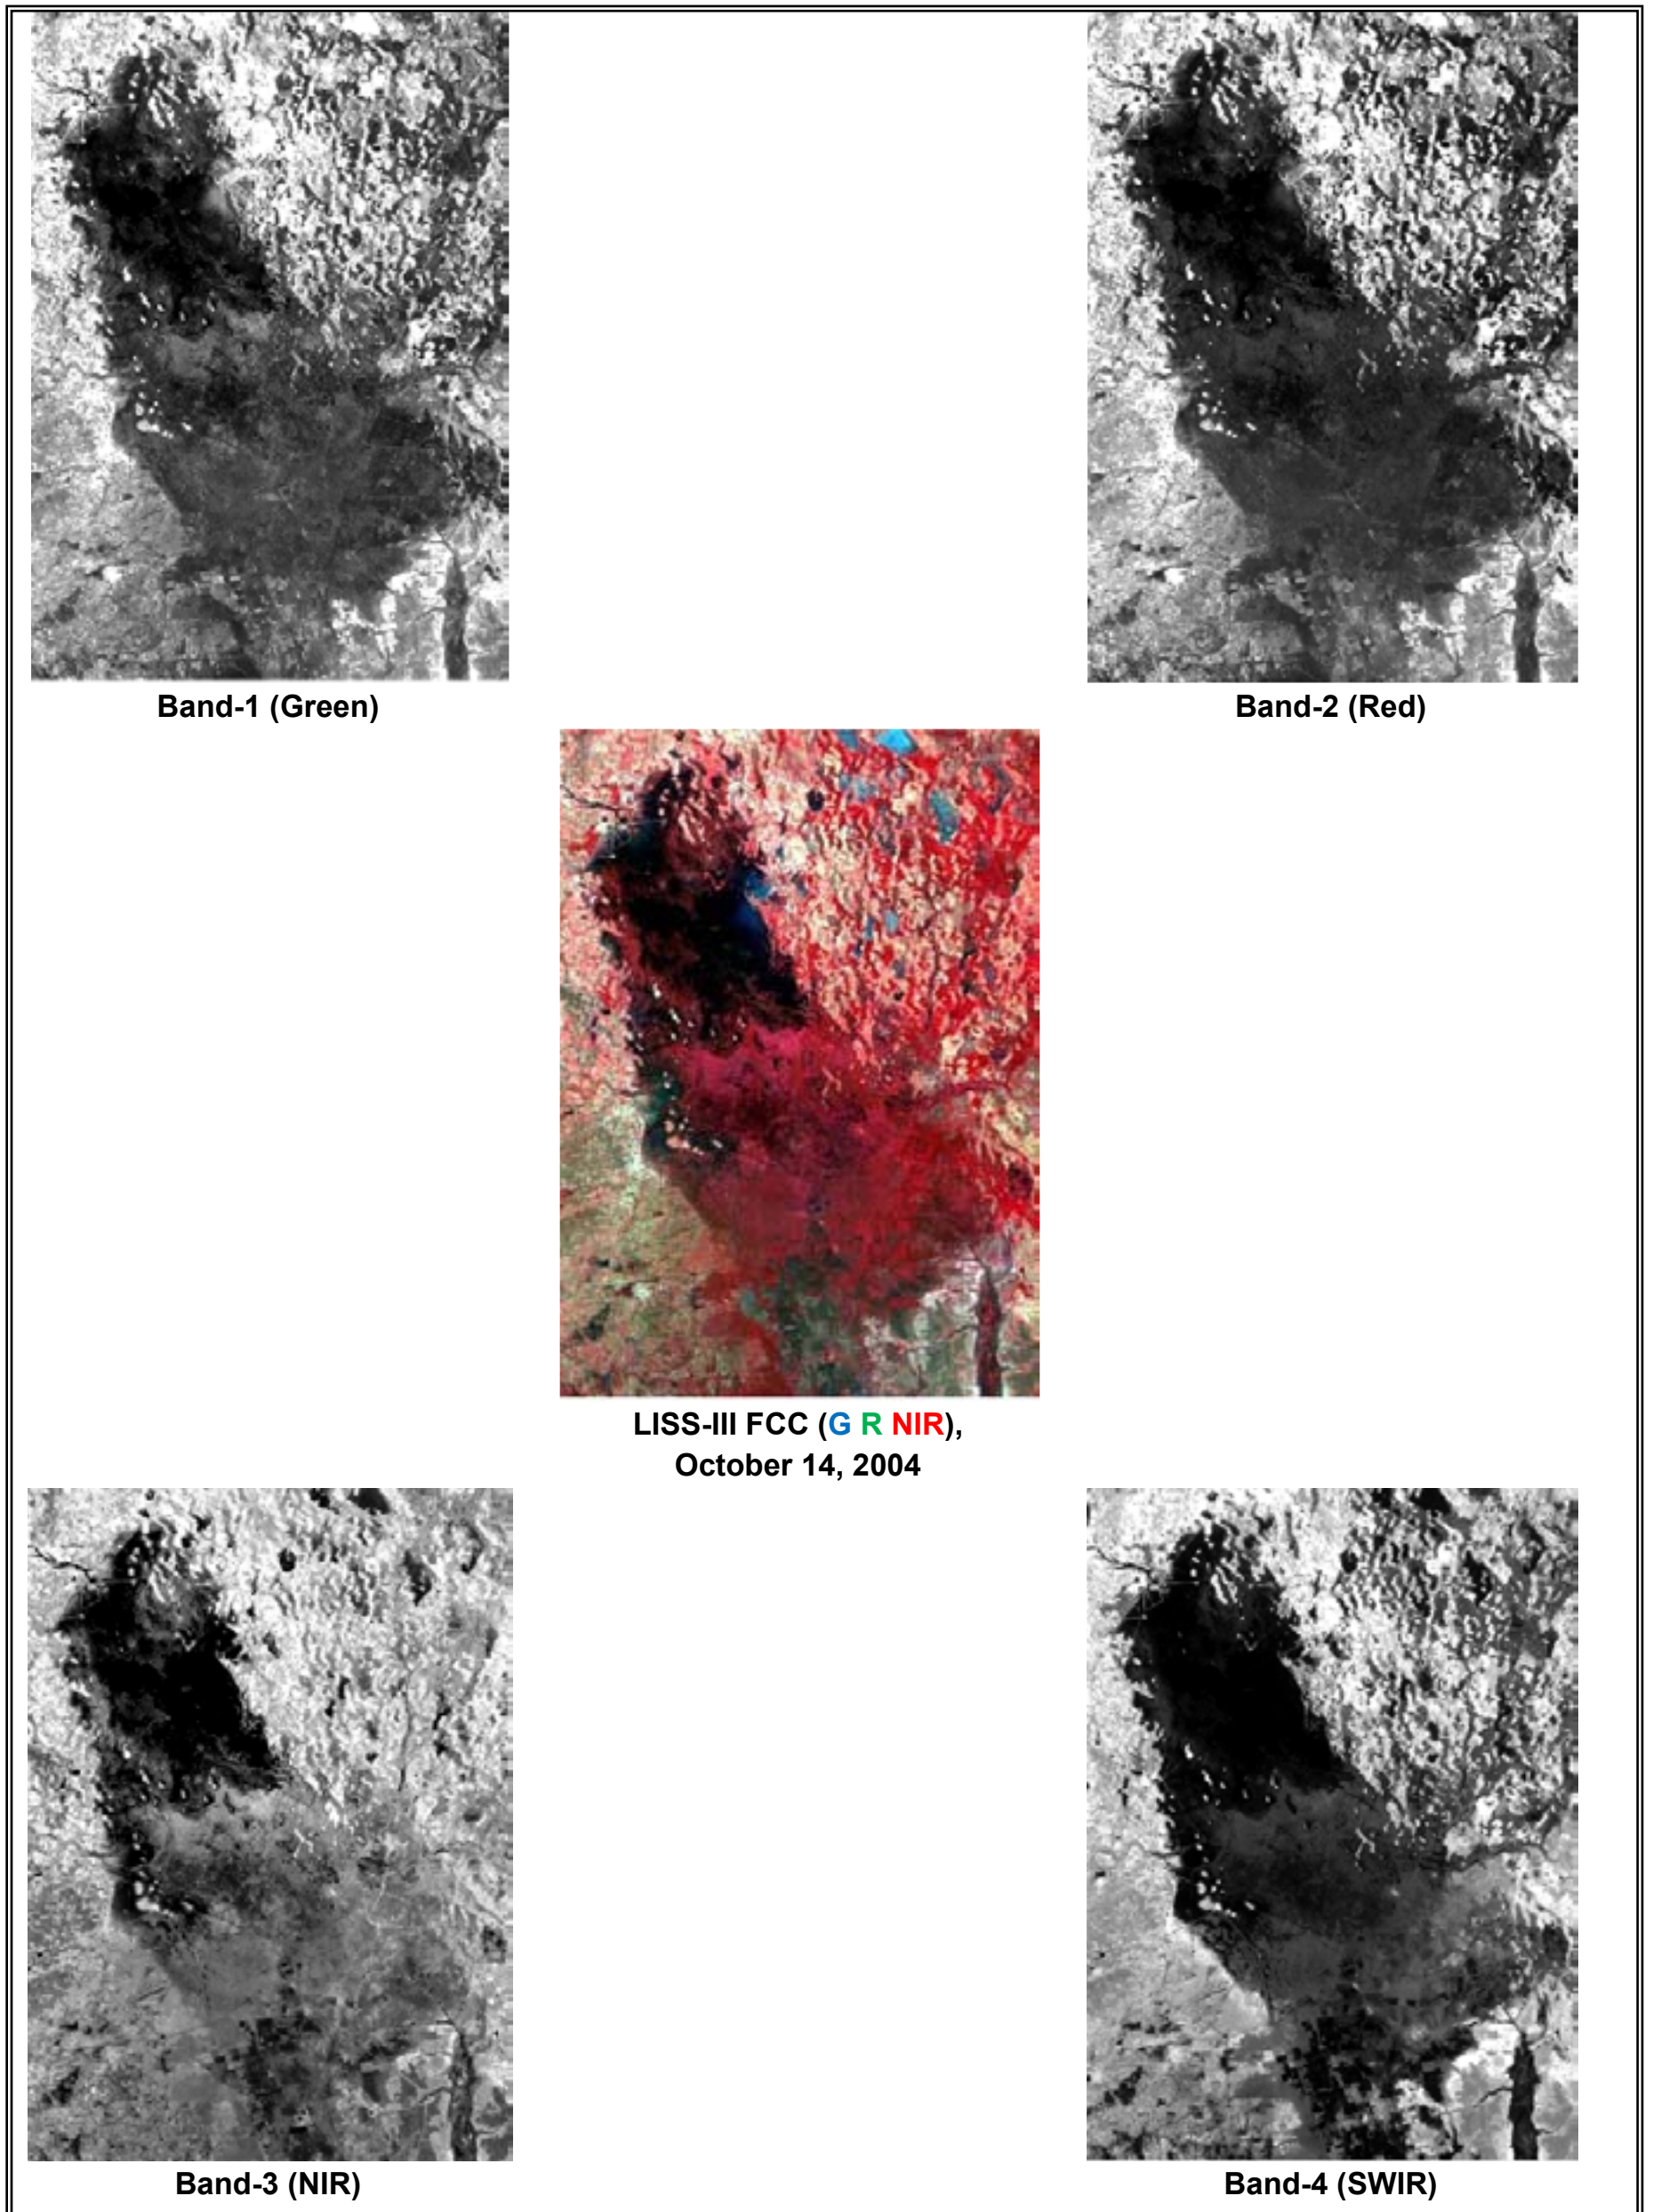 Band-1 (Green)
Band-2 (Red)
LISS-III FCC (G R NIR),
October 14, 2004
Band-3 (NIR)
Band-4 (SWIR)